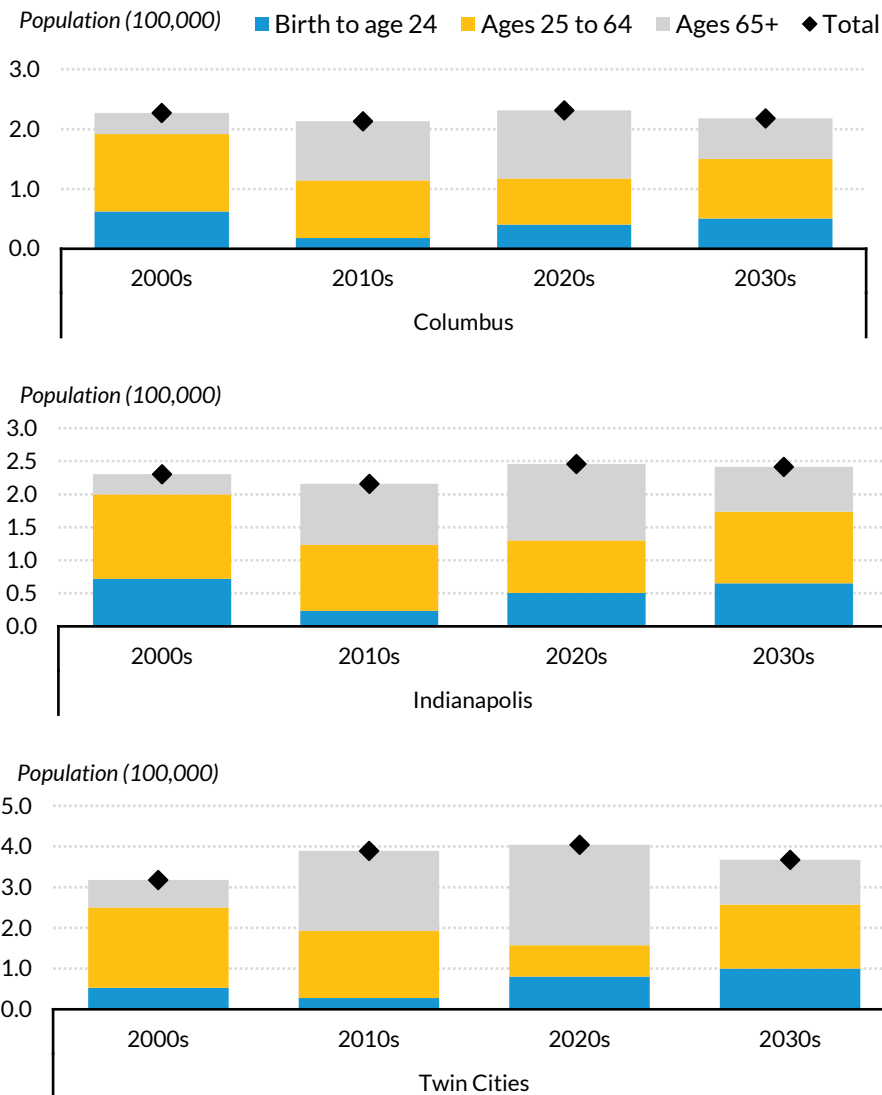 Population (100,000) Birth to age 24 Ages 25 to 64 Ages 65+ Total
3.0
2.0
1.0
0.0
2000s 2010s 2020s 2030s
Columbus
Population (100,000)
3.0
2.5
2.0
1.5
1.0
0.5
0.0
2000s 2010s 2020s 2030s
Indianapolis
Population (100,000)
5.0
4.0
3.0
2.0
1.0
0.0
2000s 2010s 2020s 2030s
Twin Cities